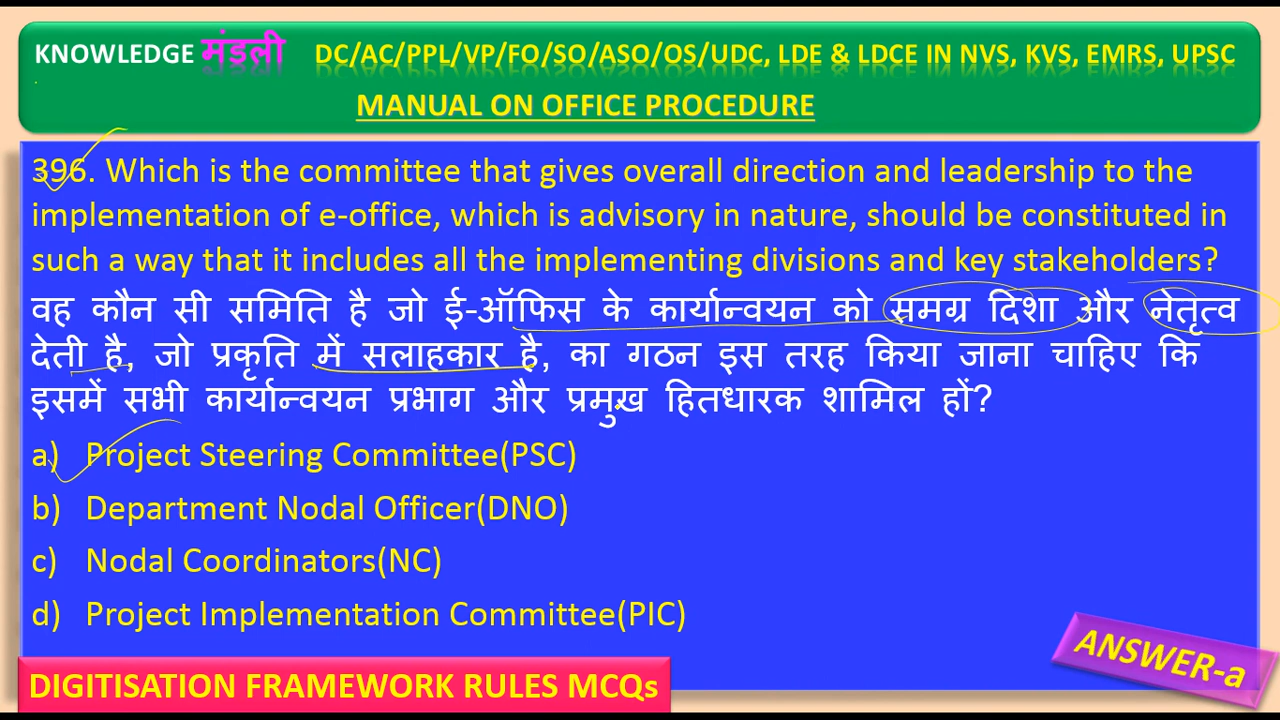 KNOWLEDGE मंडली DC/AC/PPL/VP/FO/SO/ASO/OS/UDC, LDE & LDCE IN NVS, KVS, EMRS, UPSC
MANUAL ON OFFICE PROCEDURE
396. Which is the committee that gives overall direction and leadership to the
implementation of e-office, which is advisory in nature, should be constituted in
such a way that it includes all the implementing divisions and key stakeholders?
वह कौन सी समिति है जो ई-ऑफिस के कार्यान्वयन को समग्र दिशा और नेतृत्व
देती है, जो प्रकृति में सलाहकार है, का गठन इस तरह किया जाना चाहिए कि
इसमें सभी कार्यान्वयन प्रभाग और प्रमुख हितधारक शामिल हों?
a) Project Steering Committee(PSC)
b) Department Nodal Officer(DNO)
c) Nodal Coordinators(NC)
d) Project Implementation Committee(PIC)
ANSWER-a
DIGITISATION FRAMEWORK RULES MCQs